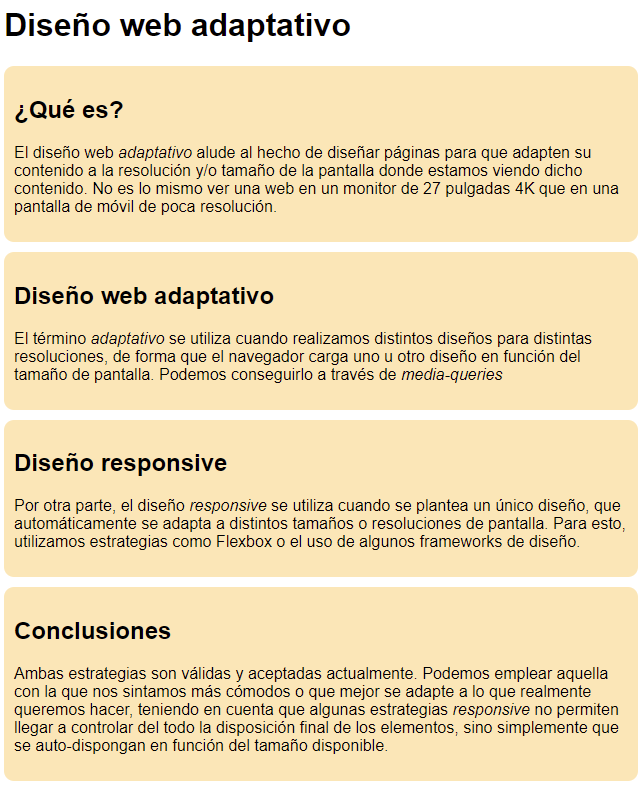 Diseño web adaptativo
¿Qué es?
El diseño web adaptativo alude al hecho de diseñar páginas para que adapten su
contenido a la resolución y/o tamaño de la pantalla donde estamos viendo dicho
contenido. No es lo mismo ver una web en un monitor de 27 pulgadas 4K que en una
pantalla de móvil de poca resolución.
Diseño web adaptativo
El término adaptativo se utiliza cuando realizamos distintos diseños para distintas
resoluciones, de forma que el navegador carga uno u otro diseño en función del
tamaño de pantalla. Podemos conseguirlo a través de media-queries
Diseño responsive
Por otra parte, el diseño responsive se utiliza cuando se plantea un único diseño, que
automáticamente se adapta a distintos tamaños o resoluciones de pantalla. Para esto,
utilizamos estrategias como Flexbox o el uso de algunos frameworks de diseño.
Conclusiones
Ambas estrategias son válidas y aceptadas actualmente. Podemos emplear aquella
con la que nos sintamos más cómodos o que mejor se adapte a lo que realmente
queremos hacer, teniendo en cuenta que algunas estrategias responsive no permiten
llegar a controlar del todo la disposición final de los elementos, sino simplemente que
se auto-dispongan en función del tamaño disponible.